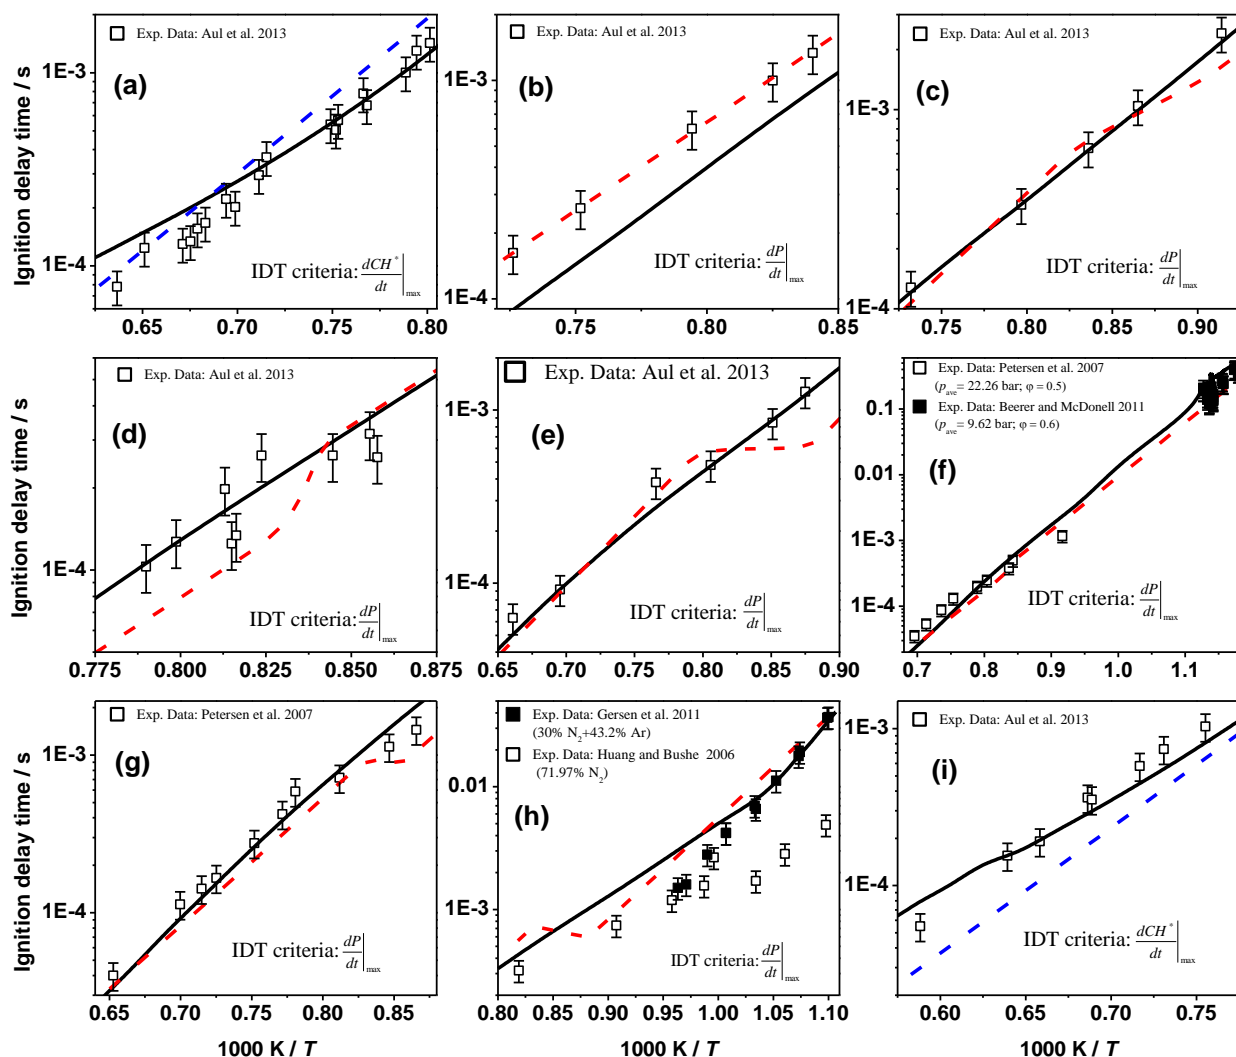 Exp. Data: Aul et al. 2013
(a)
1E-3
1E-4
IDT criteria: dCH*/dt|max
0.65 0.70 0.75 0.80
Ignition delay time / s
Exp. Data: Aul et al. 2013
(b)
1E-3
1E-4
IDT criteria: dP/dt|max
0.75 0.80 0.85
Exp. Data: Aul et al. 2013
(c)
1E-3
1E-4
IDT criteria: dP/dt|max
0.75 0.80 0.85 0.90
Exp. Data: Aul et al. 2013
(d)
1E-4
IDT criteria: dP/dt|max
0.775 0.800 0.825 0.850 0.875
Ignition delay time / s
Exp. Data: Aul et al. 2013
(e)
1E-3
1E-4
IDT criteria: dP/dt|max
0.65 0.70 0.75 0.80 0.85 0.90
Exp. Data: Petersen et al. 2007
(pave= 22.26 bar; φ = 0.5)
Exp. Data: Beerer and McDonell 2011
(pave= 9.62 bar; φ = 0.6)
(f)
0.1
0.01
1E-3
1E-4
IDT criteria: dP/dt|max
0.7 0.8 0.9 1.0 1.1
Exp. Data: Petersen et al. 2007
(g)
1E-3
1E-4
IDT criteria: dP/dt|max
0.65 0.70 0.75 0.80 0.85
Ignition delay time / s
1000 K / T
Exp. Data: Gersen et al. 2011
(30% N2+43.2% Ar)
Exp. Data: Huang and Bushe 2006
(71.97% N2)
(h)
0.01
1E-3
IDT criteria: dP/dt|max
0.80 0.85 0.90 0.95 1.00 1.05 1.10
1000 K / T
Exp. Data: Aul et al. 2013
(i)
1E-3
1E-4
IDT criteria: dCH*/dt|max
0.60 0.65 0.70 0.75
1000 K / T